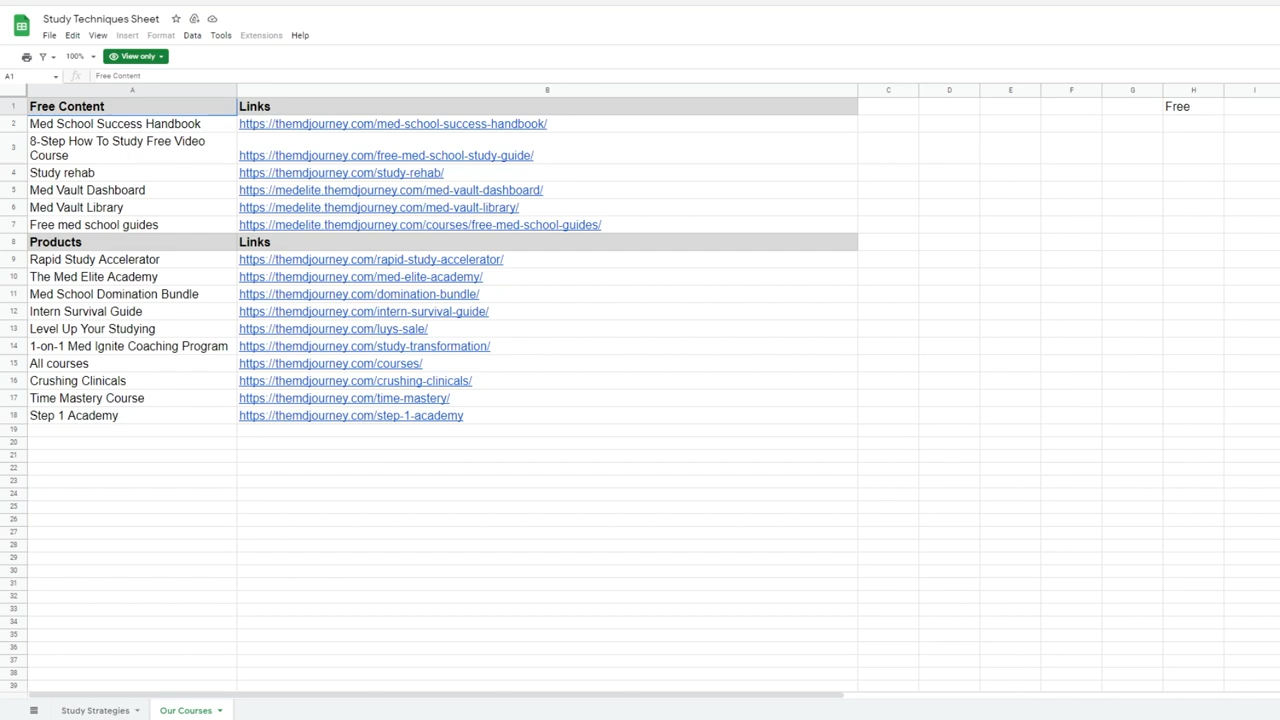 Study Techniques Sheet
File Edit View Insert Format Data Tools Extensions Help
100% View only
A1 fx Free Content
A B C D E F G H I
1 Free Content Links Free
2 Med School Success Handbook https://themdjourney.com/med-school-success-handbook/
8-Step How To Study Free Video
3 Course https://themdjourney.com/free-med-school-study-guide/
4 Study rehab https://themdjourney.com/study-rehab/
5 Med Vault Dashboard https://medelite.themdjourney.com/med-vault-dashboard/
6 Med Vault Library https://medelite.themdjourney.com/med-vault-library/
7 Free med school guides https://medelite.themdjourney.com/courses/free-med-school-guides/
8 Products Links
9 Rapid Study Accelerator https://themdjourney.com/rapid-study-accelerator/
10 The Med Elite Academy https://themdjourney.com/med-elite-academy/
11 Med School Domination Bundle https://themdjourney.com/domination-bundle/
12 Intern Survival Guide https://themdjourney.com/intern-survival-guide/
13 Level Up Your Studying https://themdjourney.com/luys-sale/
14 1-on-1 Med Ignite Coaching Program https://themdjourney.com/study-transformation/
15 All courses https://themdjourney.com/courses/
16 Crushing Clinicals https://themdjourney.com/crushing-clinicals/
17 Time Mastery Course https://themdjourney.com/time-mastery/
18 Step 1 Academy https://themdjourney.com/step-1-academy
19
20
21
22
23
24
25
26
27
28
29
30
31
32
33
34
35
36
37
38
39
Study Strategies Our Courses